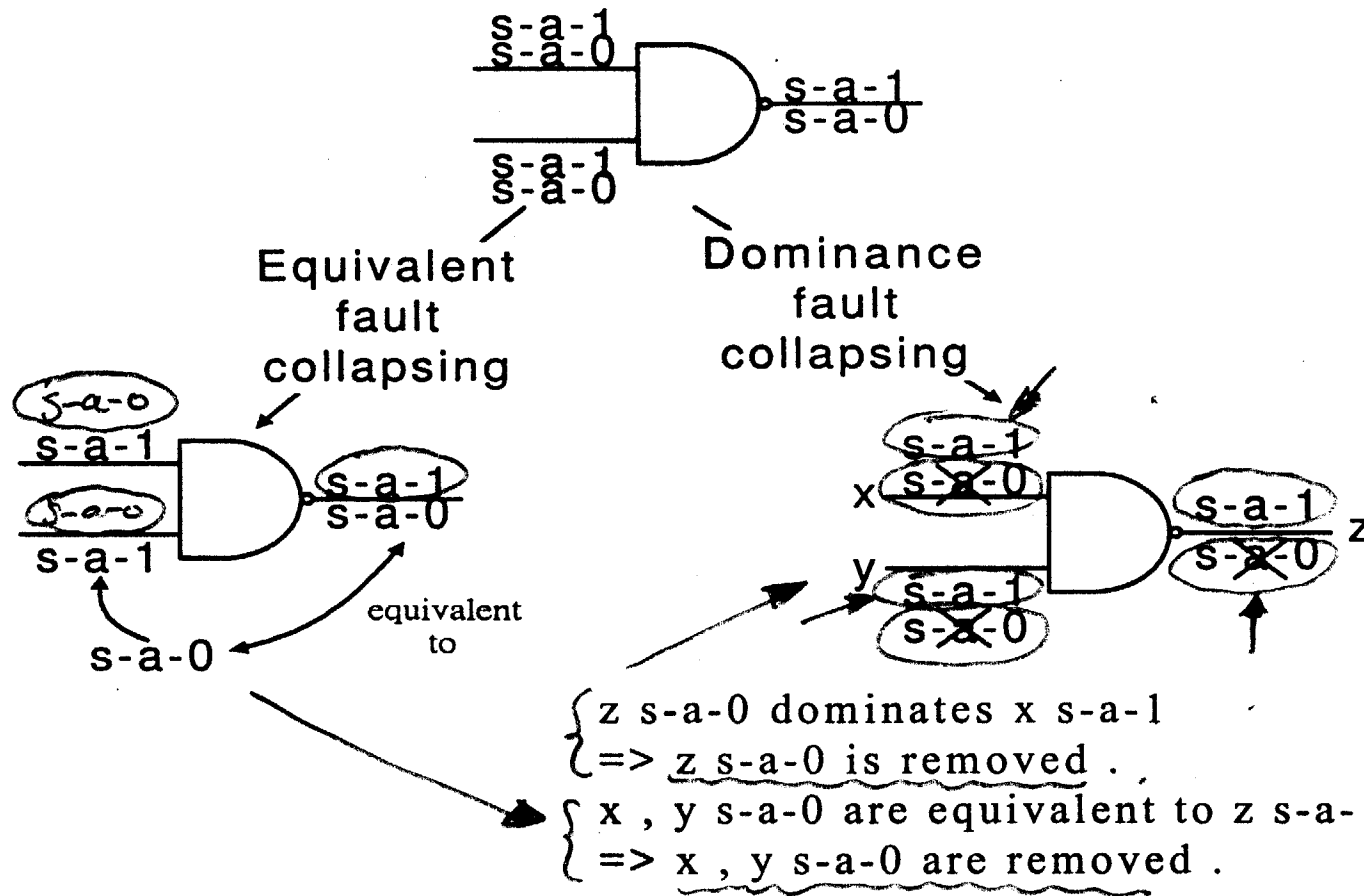 s-a-1
s-a-0
s-a-1
s-a-0
s-a-1
s-a-0
Equivalent
fault
collapsing
Dominance
fault
collapsing
s-a-0
s-a-1
s-a-0
s-a-1
s-a-1
s-a-0
equivalent
to
s-a-0
s-a-1
s-a-0
x
y
s-a-1
s-a-0
s-a-1
s-a-0
z
z s-a-0 dominates x s-a-1
=> z s-a-0 is removed .
x , y s-a-0 are equivalent to z s-a-
=> x , y s-a-0 are removed .